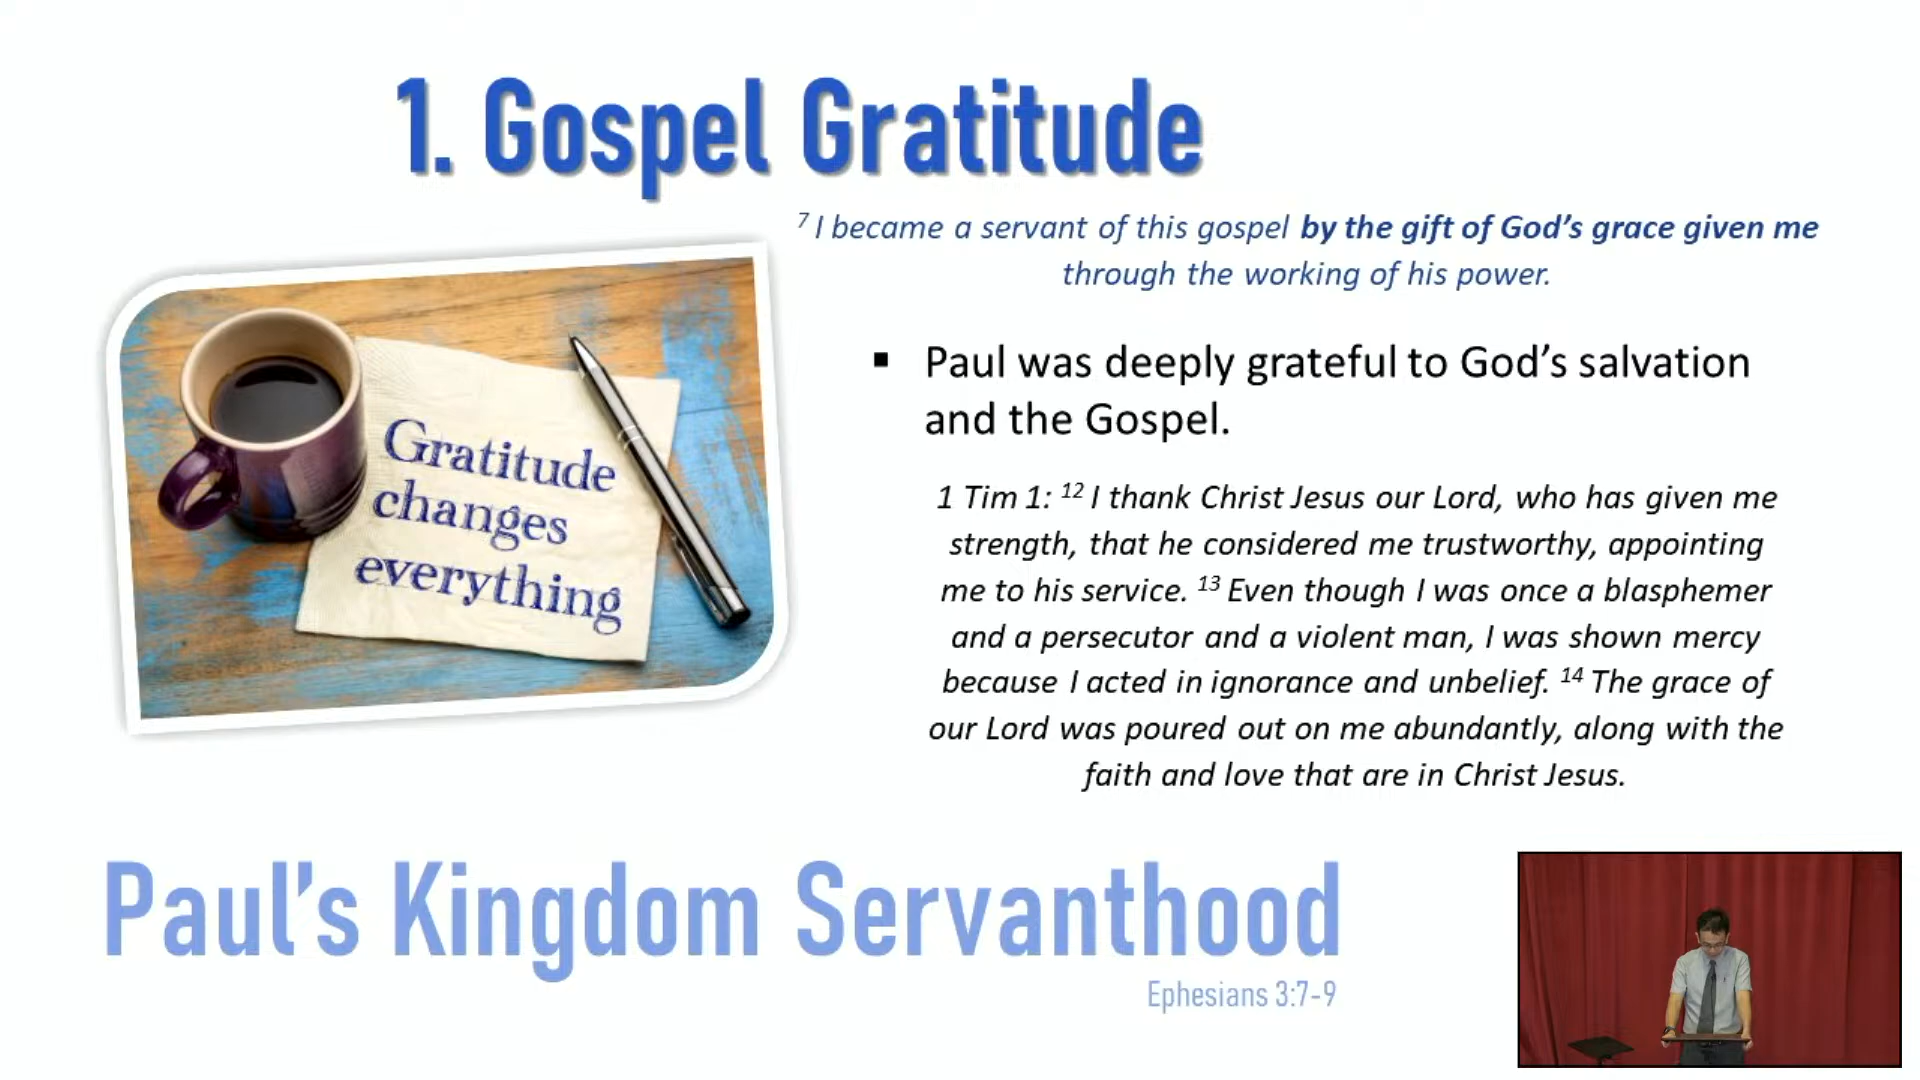 1. Gospel Gratitude
⁷ I became a servant of this gospel by the gift of God’s grace given me
through the working of his power.
Gratitude
changes
everything
▪ Paul was deeply grateful to God’s salvation
and the Gospel.
1 Tim 1: ¹² I thank Christ Jesus our Lord, who has given me
strength, that he considered me trustworthy, appointing
me to his service. ¹³ Even though I was once a blasphemer
and a persecutor and a violent man, I was shown mercy
because I acted in ignorance and unbelief. ¹⁴ The grace of
our Lord was poured out on me abundantly, along with the
faith and love that are in Christ Jesus.
Paul’s Kingdom Servanthood
Ephesians 3:7-9